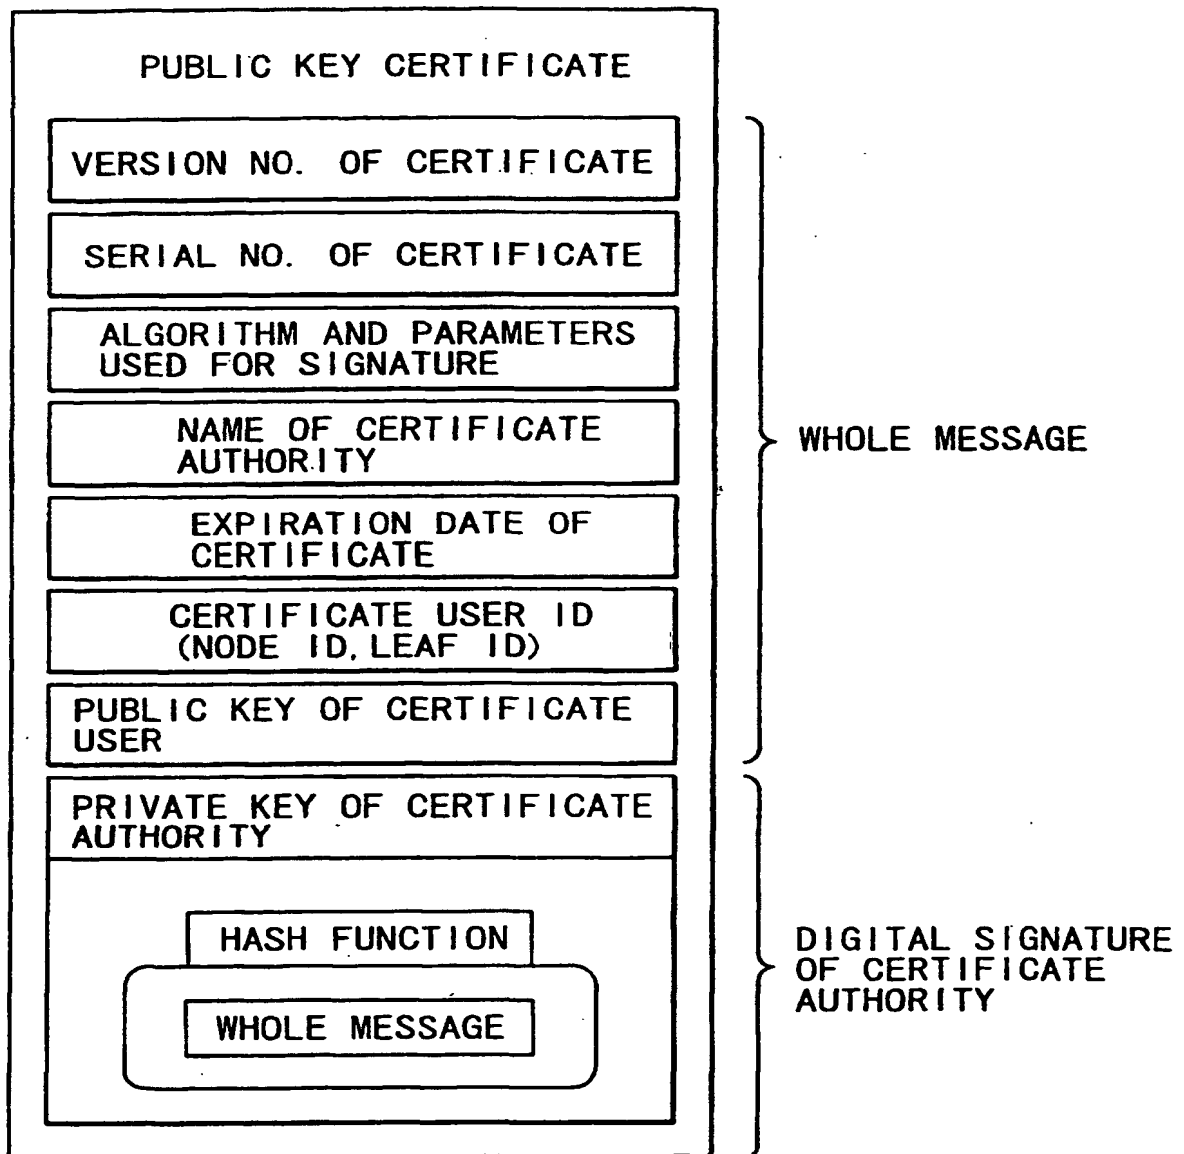 PUBLIC KEY CERTIFICATE
VERSION NO. OF CERTIFICATE
SERIAL NO. OF CERTIFICATE
ALGORITHM AND PARAMETERS
USED FOR SIGNATURE
NAME OF CERTIFICATE
AUTHORITY
EXPIRATION DATE OF
CERTIFICATE
CERTIFICATE USER ID
(NODE ID, LEAF ID)
PUBLIC KEY OF CERTIFICATE
USER
WHOLE MESSAGE
PRIVATE KEY OF CERTIFICATE
AUTHORITY
HASH FUNCTION
WHOLE MESSAGE
DIGITAL SIGNATURE
OF CERTIFICATE
AUTHORITY